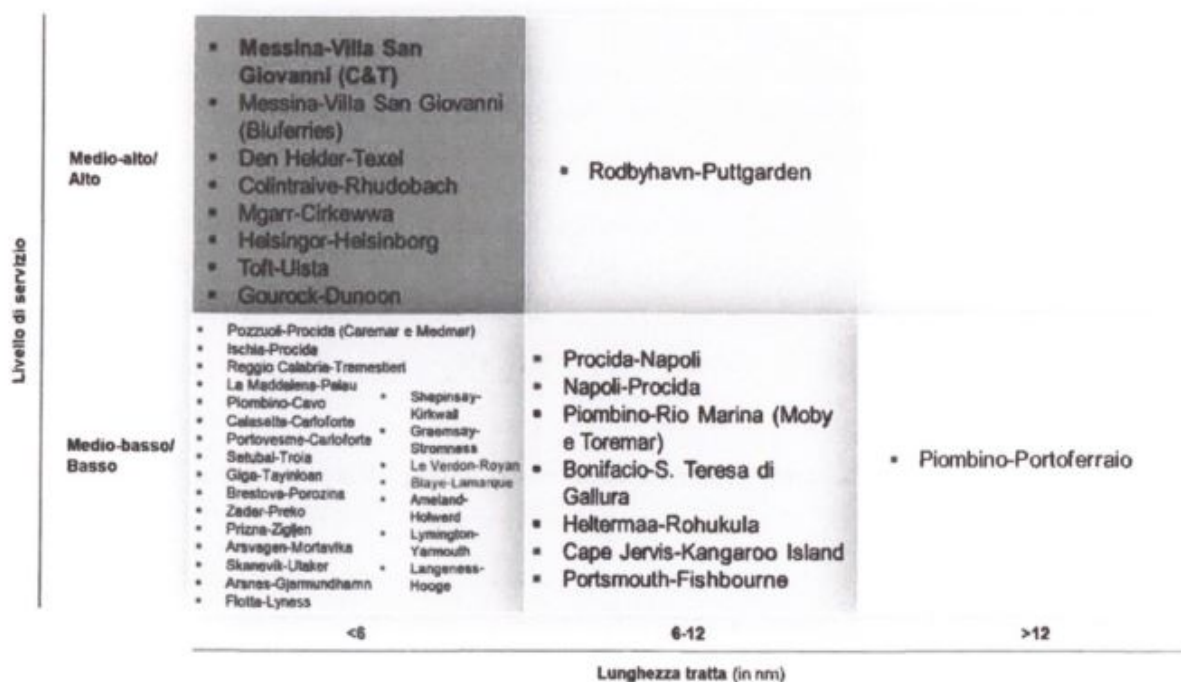 Livello di servizio
Medio-alto/
Alto
▪ Messina-Villa San
Giovanni (C&T)
▪ Messina-Villa San Giovanni
(Bluferries)
▪ Den Helder-Texel
▪ Colintraive-Rhudobach
▪ Mgarr-Cirkewwa
▪ Helsingor-Helsinborg
▪ Toft-Ulsta
▪ Gourock-Dunoon
▪ Rodbyhavn-Puttgarden
Medio-basso/
Basso
▪ Pozzuoli-Procida (Caremar e Medmar)
▪ Ischia-Procida
▪ Reggio Calabria-Tremestieri
▪ La Maddalena-Palau
▪ Piombino-Cavo
▪ Calasetta-Carloforte
▪ Portovesme-Carloforte
▪ Setubal-Troia
▪ Giga-Tayinloan
▪ Brestova-Porozina
▪ Zadar-Preko
▪ Prizna-Zigljen
▪ Arsvagen-Mortavika
▪ Skanevik-Utaker
▪ Arsnes-Gjermundhamn
▪ Flotta-Lyness
▪ Shapinsay-
Kirkwall
▪ Graemsay-
Stromness
▪ Le Verdon-Royan
▪ Blaye-Lamarque
▪ Ameland-
Holwerd
▪ Lymington-
Yarmouth
▪ Langeness-
Hooge
▪ Procida-Napoli
▪ Napoli-Procida
▪ Piombino-Rio Marina (Moby
e Toremar)
▪ Bonifacio-S. Teresa di
Gallura
▪ Heltermaa-Rohukula
▪ Cape Jervis-Kangaroo Island
▪ Portsmouth-Fishbourne
▪ Piombino-Portoferraio
<6
6-12
>12
Lunghezza tratta (in nm)